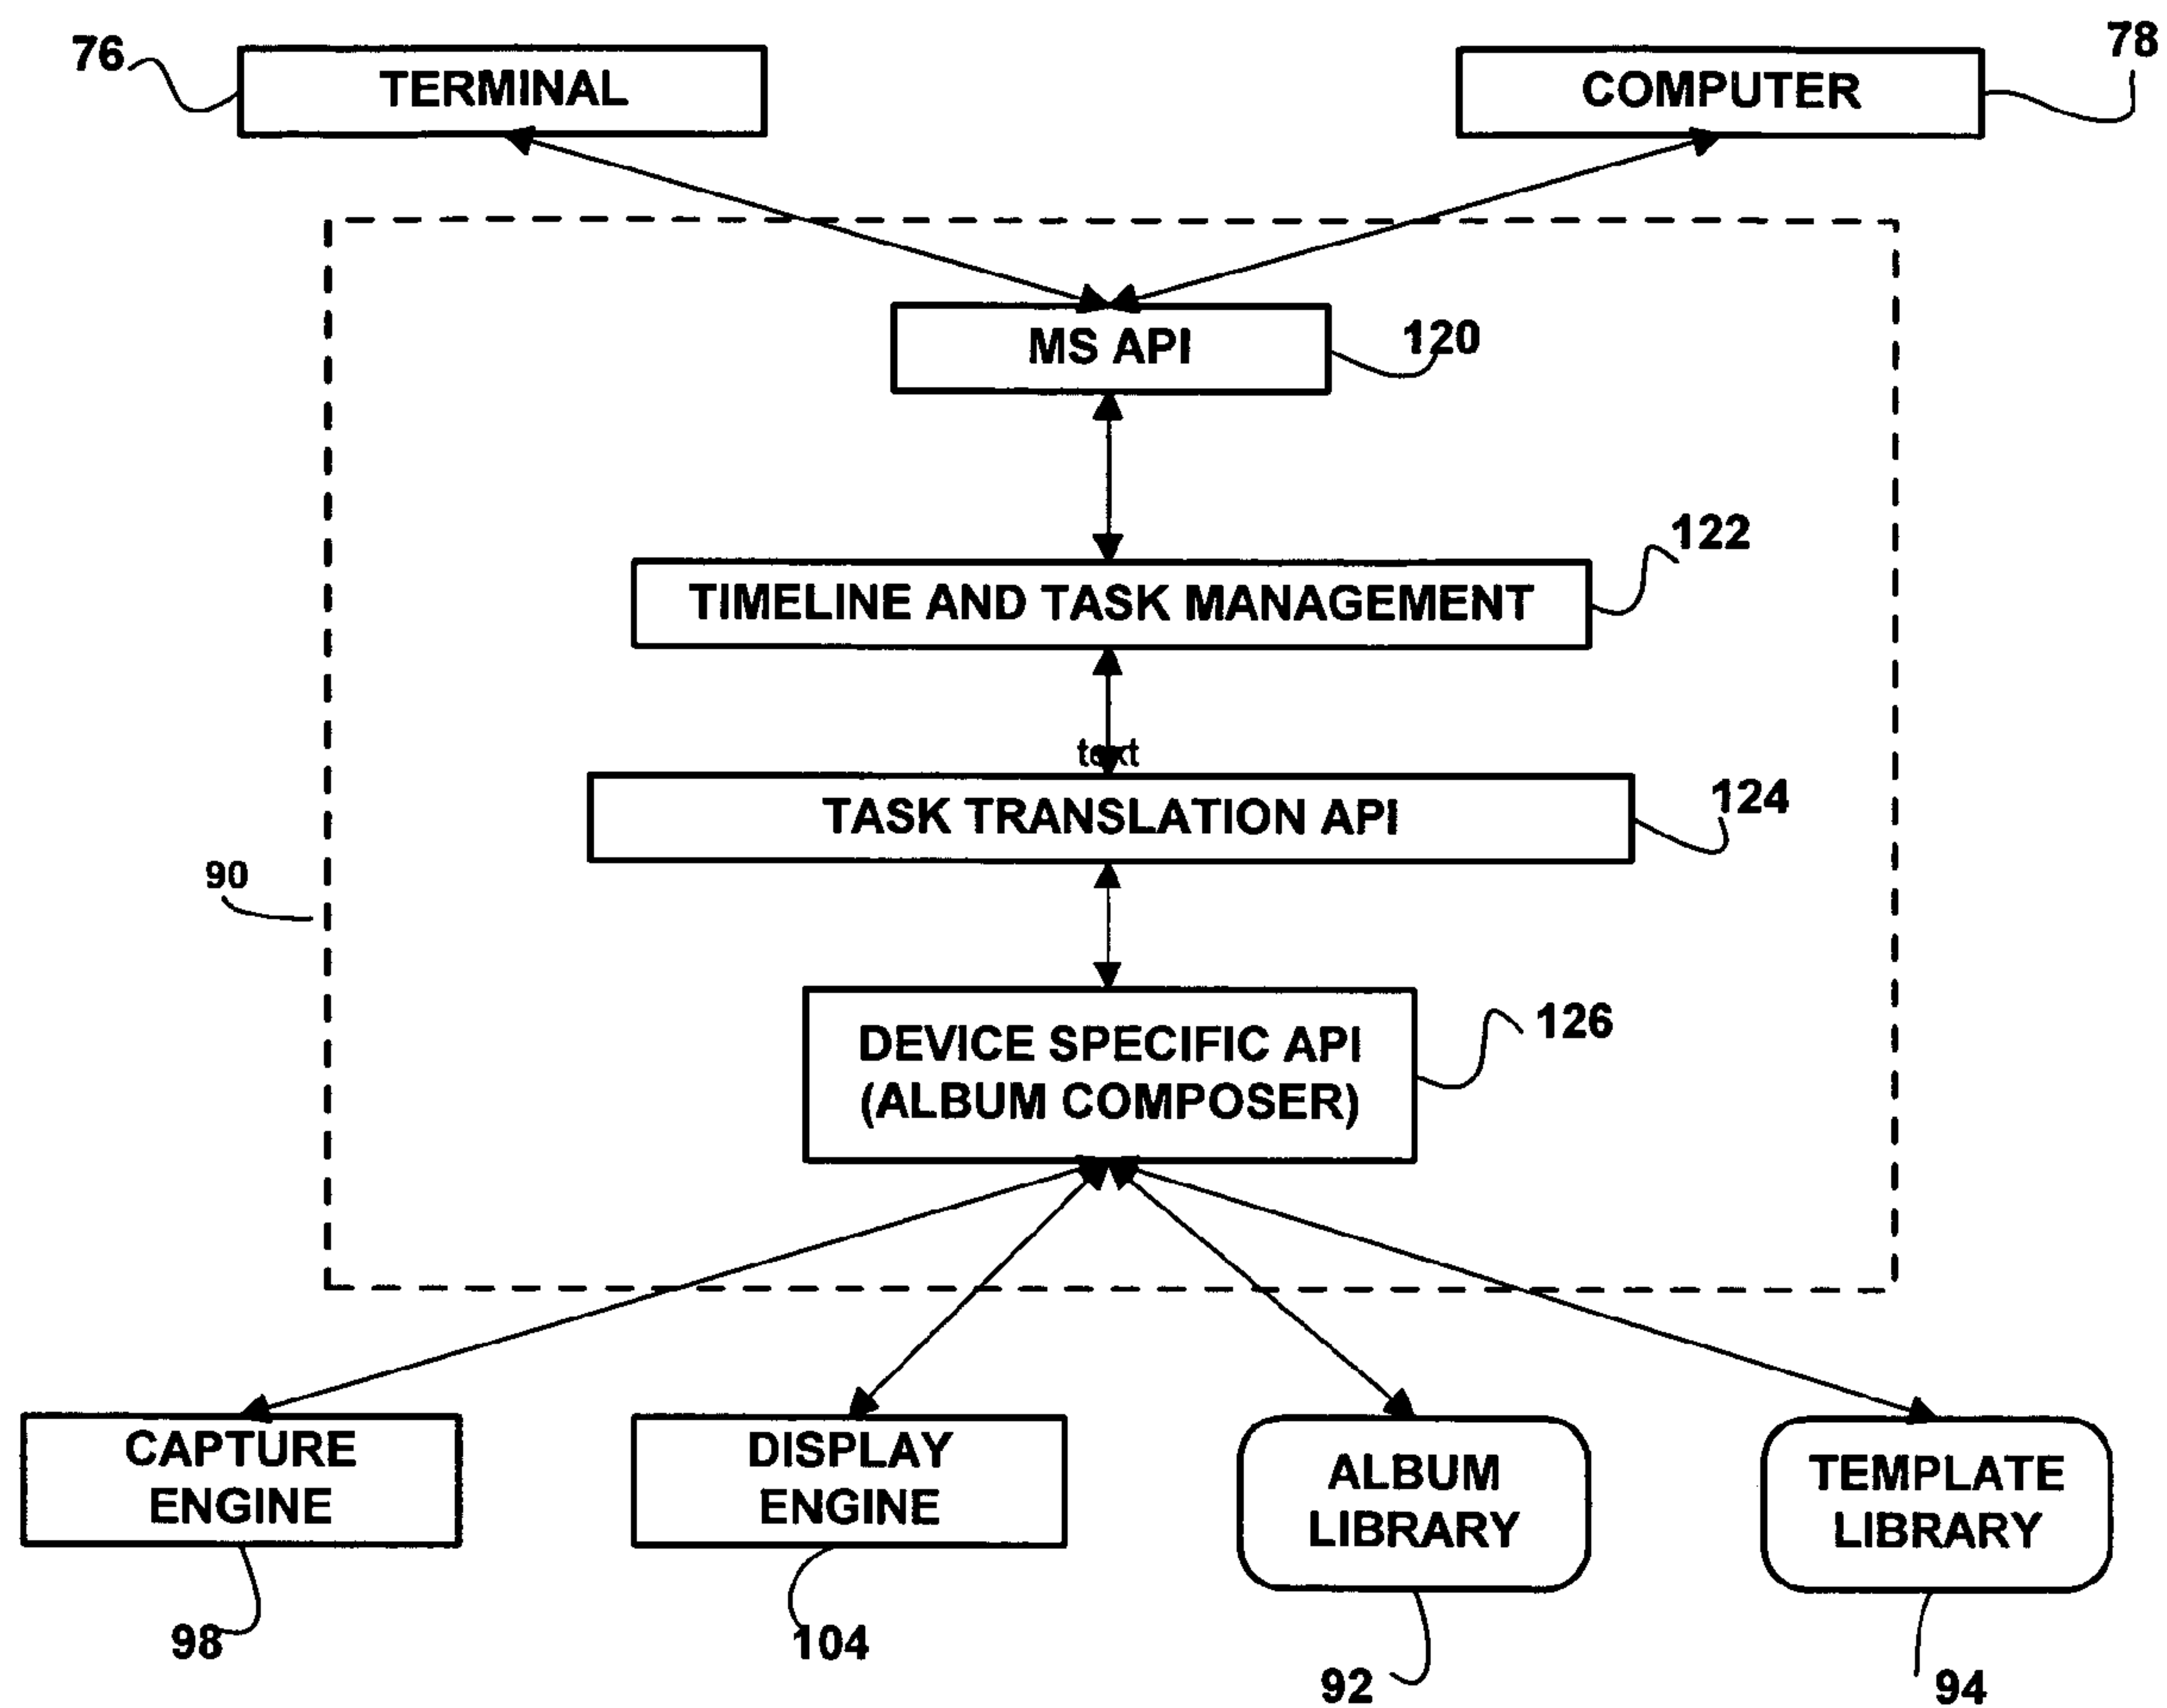 76
TERMINAL
COMPUTER
78
MS API
120
TIMELINE AND TASK MANAGEMENT
122
text
TASK TRANSLATION API
124
90
DEVICE SPECIFIC API
(ALBUM COMPOSER)
126
CAPTURE
ENGINE
DISPLAY
ENGINE
ALBUM
LIBRARY
TEMPLATE
LIBRARY
98
104
92
94